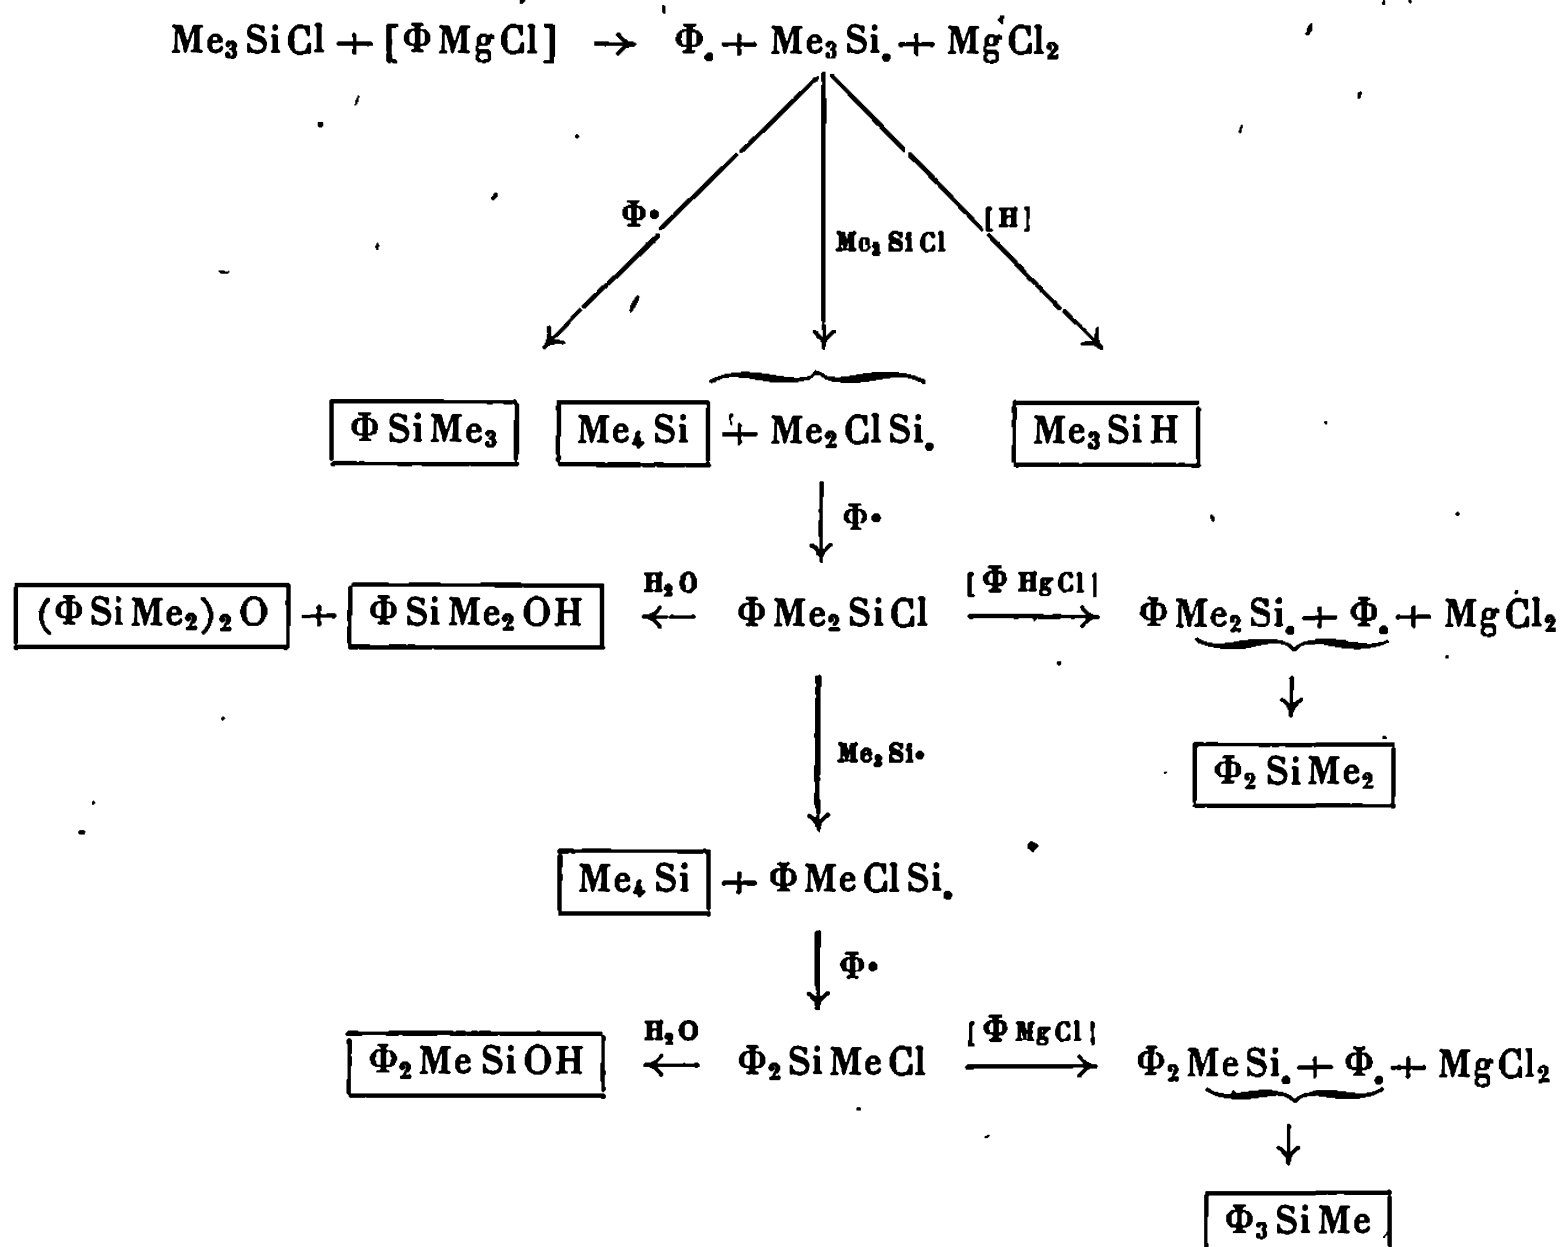 Me₃SiCl + [ΦMgCl] → Φ. + Me₃Si. + MgCl₂
Φ•
Me₃SiCl
[H]
ΦSiMe₃
Me₄Si + Me₂ClSi.
Me₃SiH
Φ•
(ΦSiMe₂)₂O + ΦSiMe₂OH
H₂O
←
ΦMe₂SiCl
[ΦHgCl]
→
ΦMe₂Si. + Φ. + MgCl₂
Me₃Si•
Φ₂SiMe₂
Me₄Si + ΦMeClSi.
Φ•
Φ₂MeSiOH
H₂O
←
Φ₂SiMeCl
[ΦMgCl]
→
Φ₂MeSi. + Φ. + MgCl₂
Φ₃SiMe